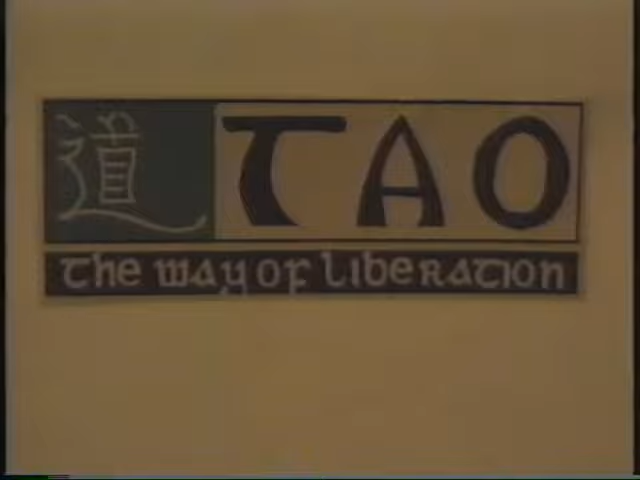 道 TAO
the way of liberation